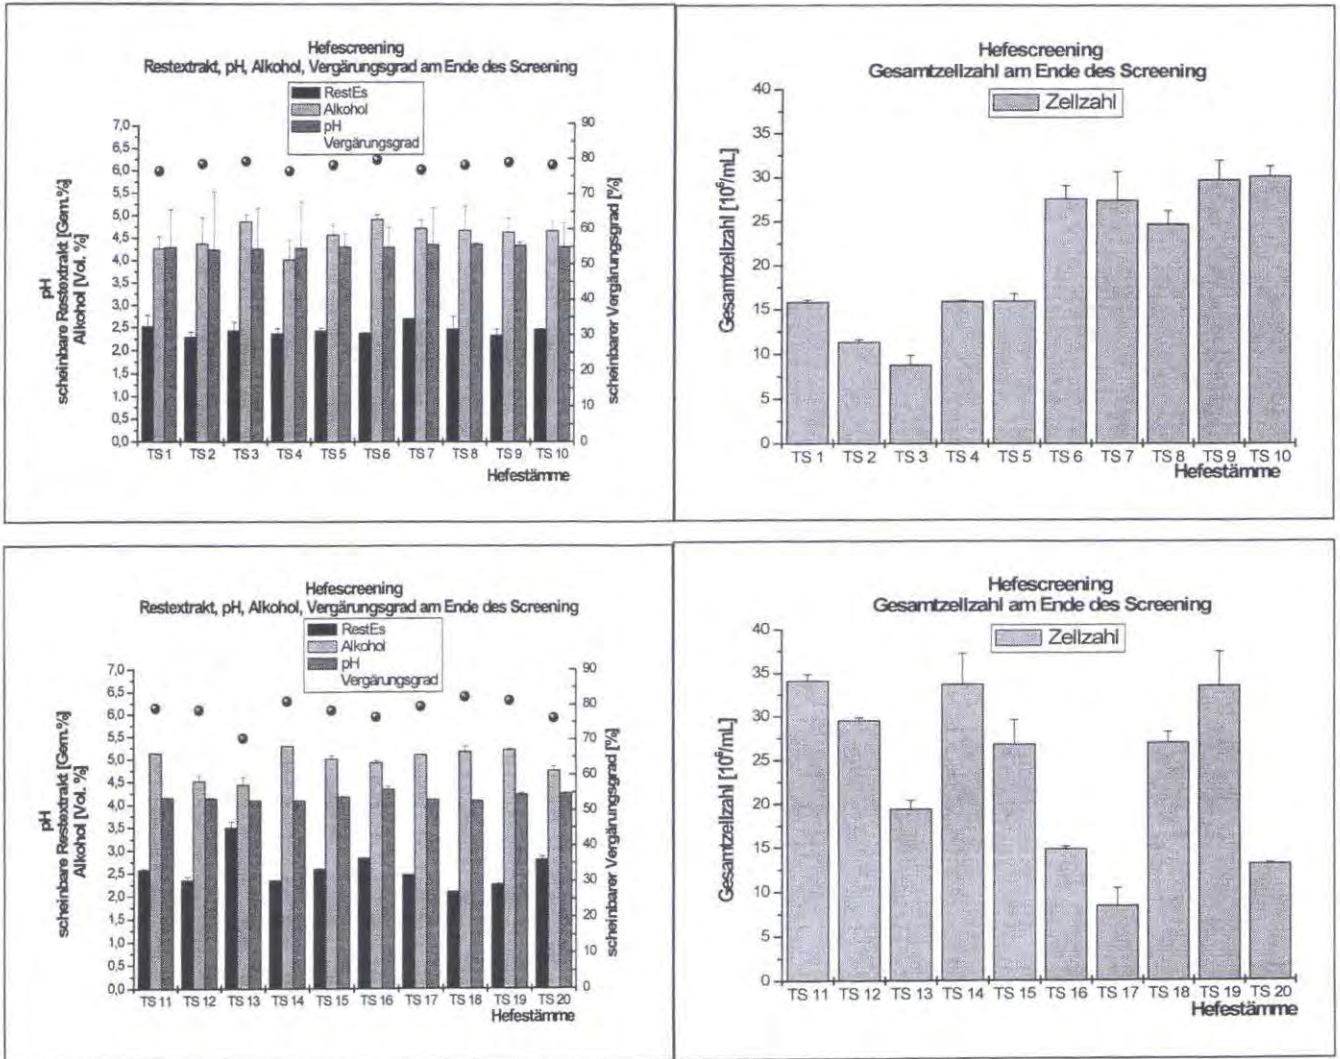 Hefescreening
Restextrakt, pH, Alkohol, Vergärungsgrad am Ende des Screening
RestEs
Alkohol
pH
Vergärungsgrad
7,0
6,5
6,0
5,5
5,0
4,5
4,0
3,5
3,0
2,5
2,0
1,5
1,0
0,5
0,0
pH
scheinbare Restextrakt [Gem.%]
Alkohol [Vol. %]
90
80
70
60
50
40
30
20
10
0
scheinbarer Vergärungsgrad [%]
TS 1 TS 2 TS 3 TS 4 TS 5 TS 6 TS 7 TS 8 TS 9 TS 10
Hefestämme
Hefescreening
Gesamtzellzahl am Ende des Screening
Zellzahl
40
35
30
25
20
15
10
5
0
Gesamtzellzahl [10⁶/mL]
TS 1 TS 2 TS 3 TS 4 TS 5 TS 6 TS 7 TS 8 TS 9 TS 10
Hefestämme
Hefescreening
Restextrakt, pH, Alkohol, Vergärungsgrad am Ende des Screening
RestEs
Alkohol
pH
Vergärungsgrad
7,0
6,5
6,0
5,5
5,0
4,5
4,0
3,5
3,0
2,5
2,0
1,5
1,0
0,5
0,0
pH
scheinbare Restextrakt [Gem.%]
Alkohol [Vol. %]
90
80
70
60
50
40
30
20
10
0
scheinbarer Vergärungsgrad [%]
TS 11 TS 12 TS 13 TS 14 TS 15 TS 16 TS 17 TS 18 TS 19 TS 20
Hefestämme
Hefescreening
Gesamtzellzahl am Ende des Screening
Zellzahl
40
35
30
25
20
15
10
5
0
Gesamtzellzahl [10⁶/mL]
TS 11 TS 12 TS 13 TS 14 TS 15 TS 16 TS 17 TS 18 TS 19 TS 20
Hefestämme